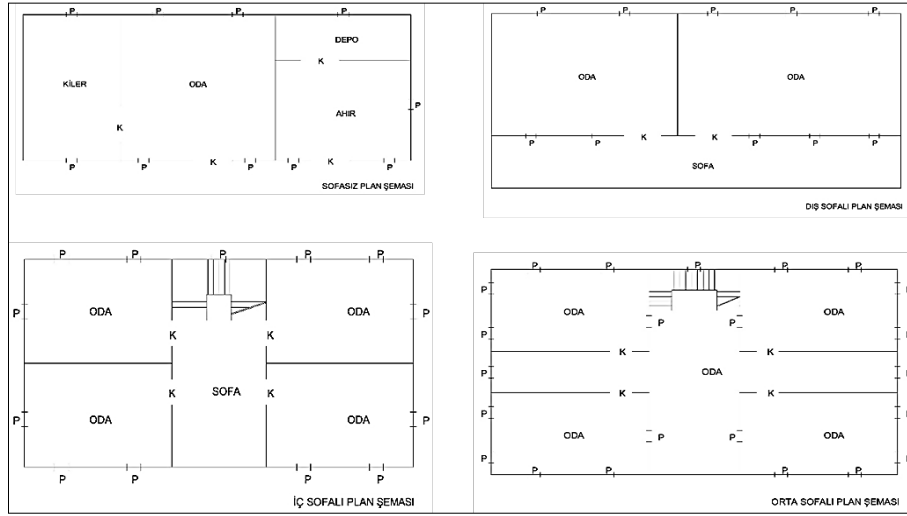 P P P P
DEPO
K
KİLER ODA
P
AHIR
K
P P K P P K P
SOFASIZ PLAN ŞEMASI
P P P P P
ODA ODA
P P K K P P P
SOFA
DIŞ SOFALI PLAN ŞEMASI
P P P P P
P ODA ODA P
K K
SOFA
K K
P ODA ODA P
P P P P
İÇ SOFALI PLAN ŞEMASI
P P P P P
P
ODA ODA
P P P
K K
P ODA
K K
P
ODA ODA
P P
P
P P P P
ORTA SOFALI PLAN ŞEMASI